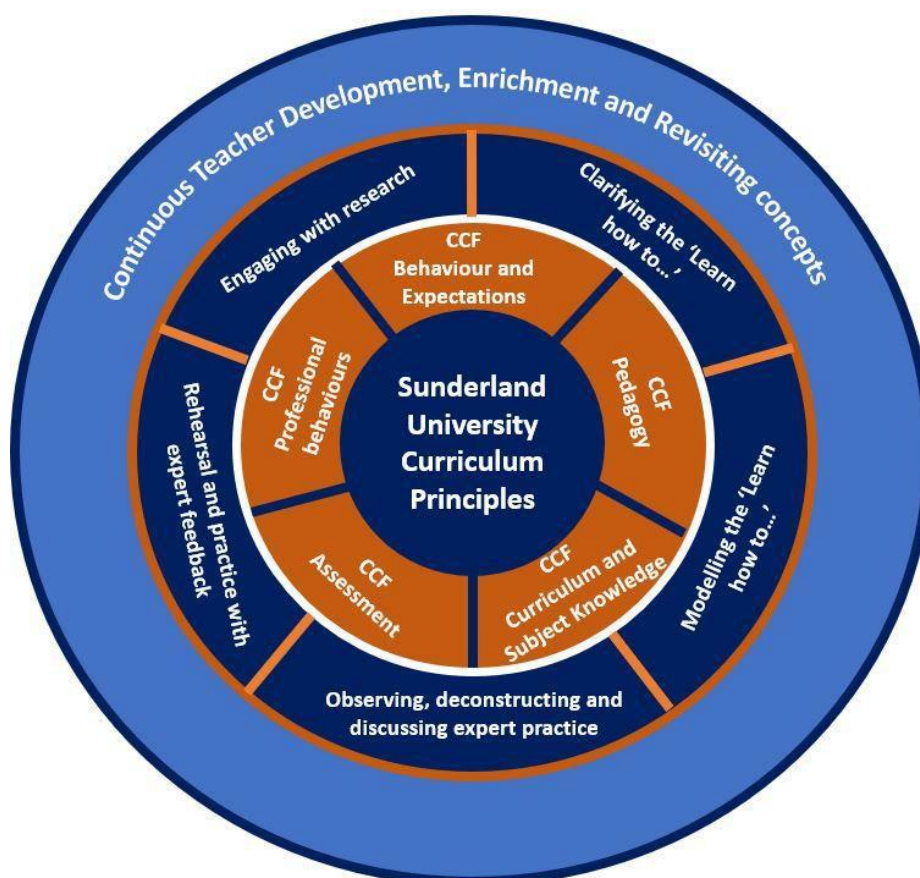 Continuous Teacher Development, Enrichment and Revisiting concepts
Engaging with research
Clarifying the 'Learn
how to...'
Modelling the 'Learn
how to...'
Observing, deconstructing and
discussing expert practice
Rehearsal and practice with
expert feedback
CCF
Behaviour and
Expectations
CCF
Pedagogy
CCF
Curriculum and
Subject Knowledge
CCF
Assessment
CCF
Professional
behaviours
Sunderland
University
Curriculum
Principles